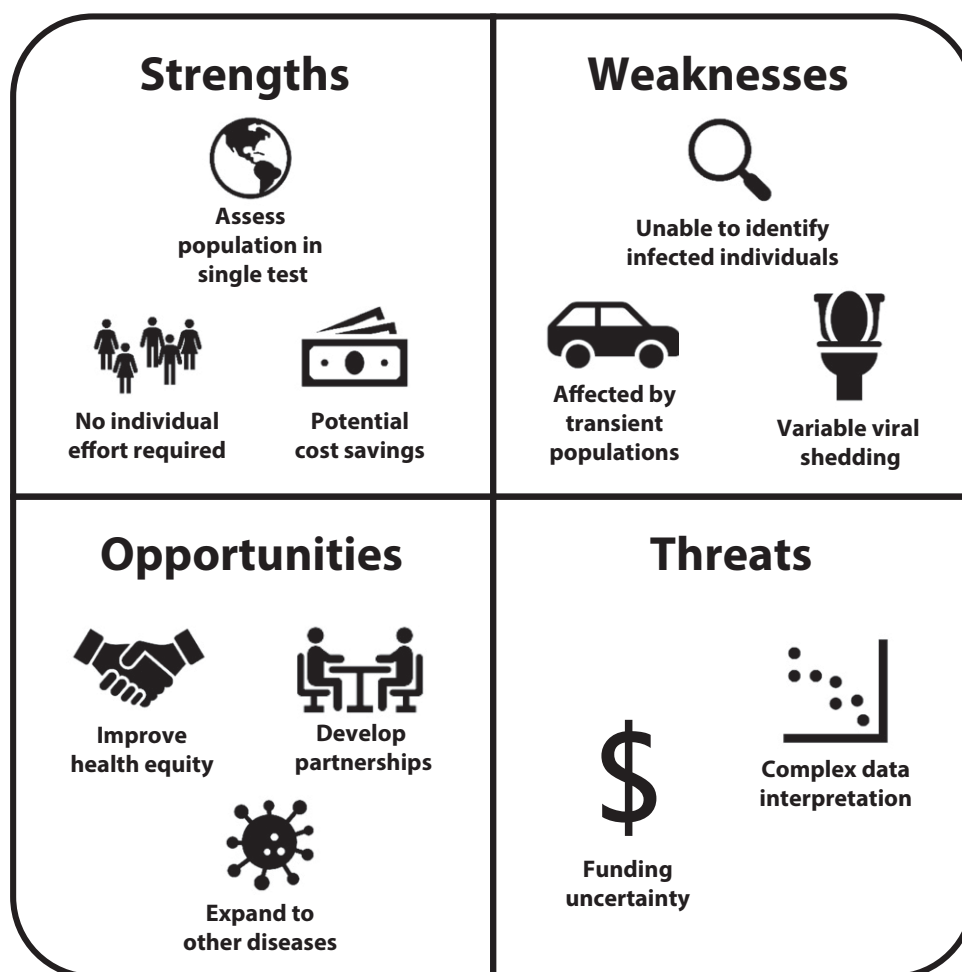 Strengths
Assess
population in
single test
No individual
effort required
Potential
cost savings
Weaknesses
Unable to identify
infected individuals
Affected by
transient
populations
Variable viral
shedding
Opportunities
Improve
health equity
Develop
partnerships
Expand to
other diseases
Threats
$
Funding
uncertainty
Complex data
interpretation